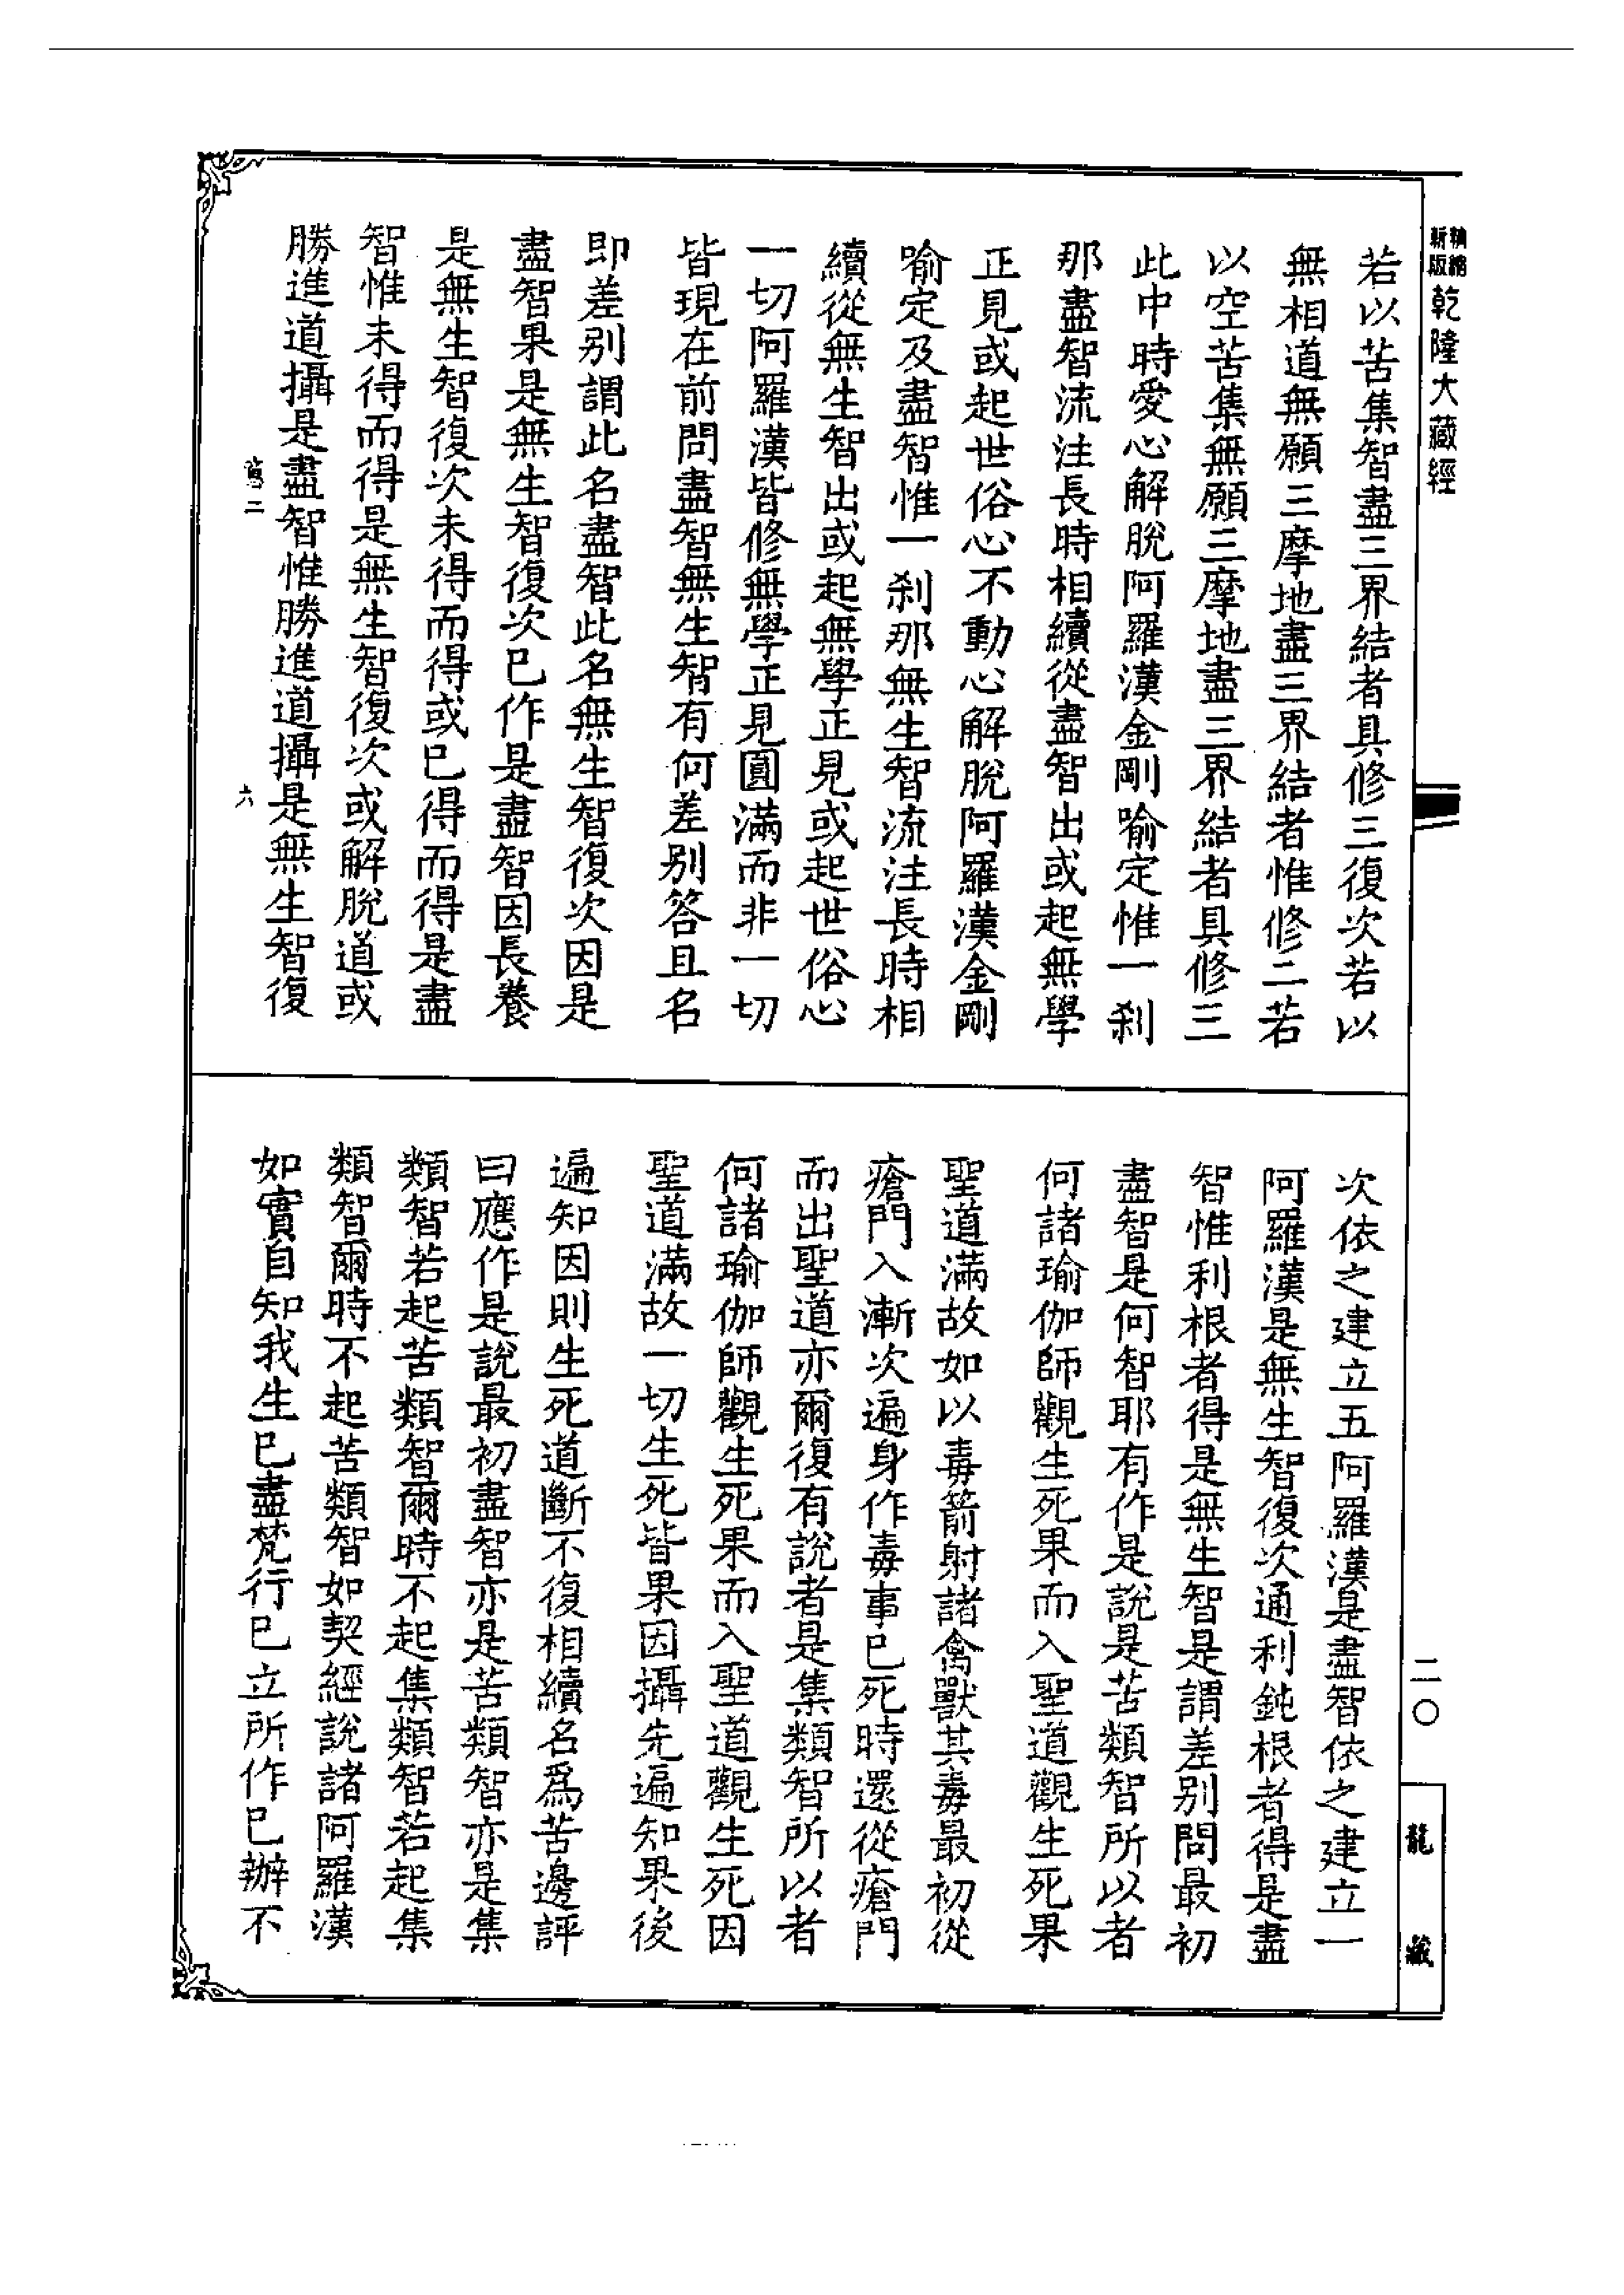 精縮
新版
乾隆大藏經
若以苦集智盡三界結者具修三復次若以
無相道無願三摩地盡三界結者惟修二若
以空苦集無願三摩地盡三界結者具修三
此中時愛心解脫阿羅漢金剛喻定惟一剎
那盡智流注長時相續從盡智出或起無學
正見或起世俗心不動心解脫阿羅漢金剛
喻定及盡智惟一剎那無生智流注長時相
續從無生智出或起無學正見或起世俗心
一切阿羅漢皆修無學正見圓滿而非一切
皆現在前問盡智無生智有何差別答且名
即差別謂此名盡智此名無生智復次因是
盡智果是無生智復次已作是盡智因長養
是無生智復次未得而得或已得而得是盡
智惟未得而得是無生智復次或解脫道或
勝進道攝是盡智惟勝進道攝是無生智復
六
次依之建立五阿羅漢是盡智依之建立一
阿羅漢是無生智復次通利鈍根者得是盡
智惟利根者得是無生智是謂差別問最初
盡智是何智耶有作是說是苦類智所以者
何諸瑜伽師觀生死果而入聖道觀生死果
聖道滿故如以毒箭射諸禽獸其毒最初從
瘡門入漸次遍身作毒事已死時還從瘡門
而出聖道亦爾復有說者是集類智所以者
何諸瑜伽師觀生死果而入聖道觀生死因
聖道滿故一切生死皆果因攝先遍知果後
遍知因則生死道斷不復相續名為苦邊評
曰應作是說最初盡智亦是苦類智亦是集
類智若起苦類智爾時不起集類智若起集
類智爾時不起苦類智如契經說諸阿羅漢
如實自知我生已盡梵行已立所作已辦不
二〇
龍藏